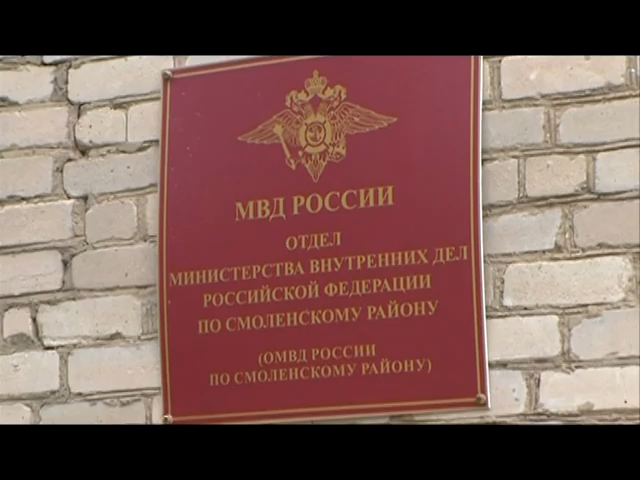 МВД РОССИИ
ОТДЕЛ
МИНИСТЕРСТВА ВНУТРЕННИХ ДЕЛ
РОССИЙСКОЙ ФЕДЕРАЦИИ
ПО СМОЛЕНСКОМУ РАЙОНУ
(ОМВД РОССИИ
ПО СМОЛЕНСКОМУ РАЙОНУ)